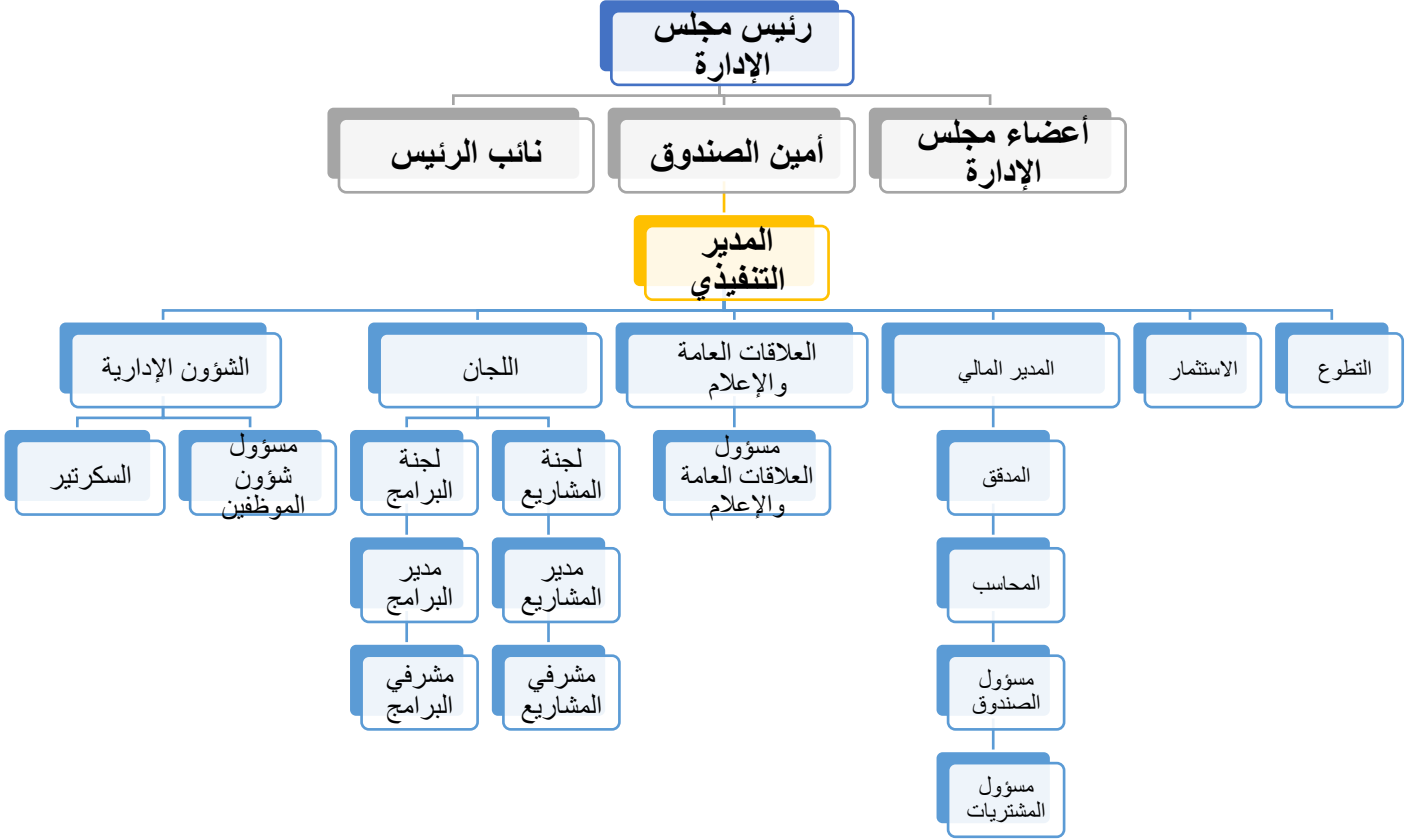 رئيس مجلس
الإدارة
أعضاء مجلس
الإدارة
أمين الصندوق
نائب الرئيس
المدير
التنفيذي
التطوع
الاستثمار
المدير المالي
العلاقات العامة
والإعلام
اللجان
الشؤون الإدارية
المدقق
مسؤول
العلاقات العامة
والإعلام
لجنة
المشاريع
لجنة
البرامج
مسؤول
شؤون
الموظفين
السكرتير
المحاسب
مدير
المشاريع
مدير
البرامج
مسؤول
الصندوق
مشرفي
المشاريع
مشرفي
البرامج
مسؤول
المشتريات